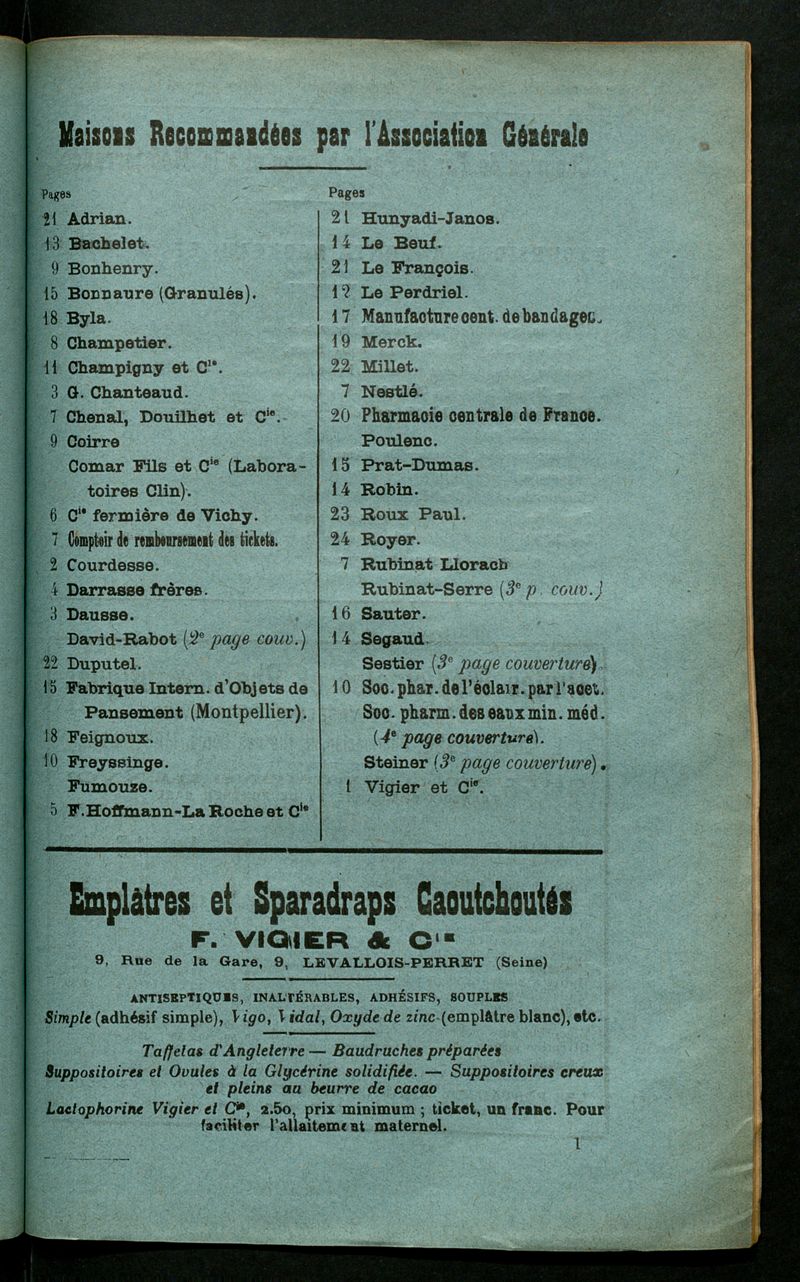 Maisons Recommandées par l'Association Générale
Pages
21 Adrian.
13 Bachelet.
9 Bonhenry.
15 Bonnaure (Granulés).
18 Byla.
8 Champetier.
11 Champigny et Cie.
3 G. Chanteaud.
7 Chenal, Douilhet et Cie.
9 Coirre
Comar Fils et Cie (Labora-
toires Clin).
6 Cie fermière de Vichy.
7 Comptoir de remboursement des tickets.
2 Courdesse.
4 Darrasse frères.
3 Dausse.
David-Rabot (2e page couv.)
22 Duputel.
15 Fabrique Intern. d'Objets de
Pansement (Montpellier).
18 Feignoux.
10 Freyssinge.
Fumouze.
5 F. Hoffmann-La Roche et Cie
Pages
21 Hunyadi-Janos.
14 Le Beuf.
21 Le François.
12 Le Perdriel.
17 Manufacture cent. de bandages.
19 Merck.
22 Millet.
7 Nestlé.
20 Pharmacie centrale de France.
Poulenc.
15 Prat-Dumas.
14 Robin.
23 Roux Paul.
24 Royer.
7 Rubinat Llorach
Rubinat-Serre (3e p. couv.)
16 Sauter.
14 Segaud.
Sestier (3e page couverture).
10 Soc. phar. de l'éclair. par l'acet.
Soc. pharm. des eaux min. méd.
(4e page couverture).
Steiner (3e page couverture).
1 Vigier et Cie.
Emplâtres et Sparadraps Caoutchoutés
F. VIGIER & Cie
9, Rue de la Gare, 9, LEVALLOIS-PERRET (Seine)
ANTISEPTIQUES, INALTÉRABLES, ADHÉSIFS, SOUPLES
Simple (adhésif simple), Vigo, Vidal, Oxyde de zinc (emplâtre blanc), etc.
Taffetas d'Angleterre — Baudruches préparées
Suppositoires et Ovules à la Glycérine solidifiée. — Suppositoires creux
et pleins au beurre de cacao
Lactophorine Vigier et Cie, 2.50, prix minimum ; ticket, un franc. Pour
faciliter l'allaitement maternel.
1